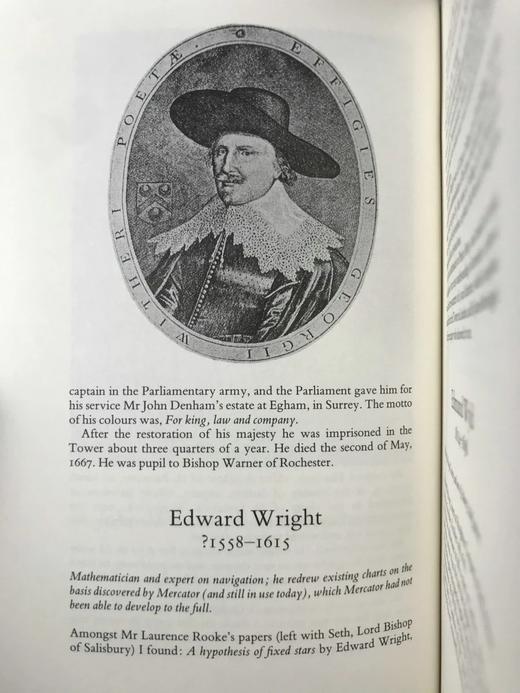 EFFIGIES GEORGII WITHERI POETÆ.
captain in the Parliamentary army, and the Parliament gave him for
his service Mr John Denham's estate at Egham, in Surrey. The motto
of his colours was, For king, law and company.
After the restoration of his majesty he was imprisoned in the
Tower about three quarters of a year. He died the second of May,
1667. He was pupil to Bishop Warner of Rochester.
Edward Wright
?1558–1615
Mathematician and expert on navigation; he redrew existing charts on the
basis discovered by Mercator (and still in use today), which Mercator had not
been able to develop to the full.
Amongst Mr Laurence Rooke's papers (left with Seth, Lord Bishop
of Salisbury) I found: A hypothesis of fixed stars by Edward Wright,